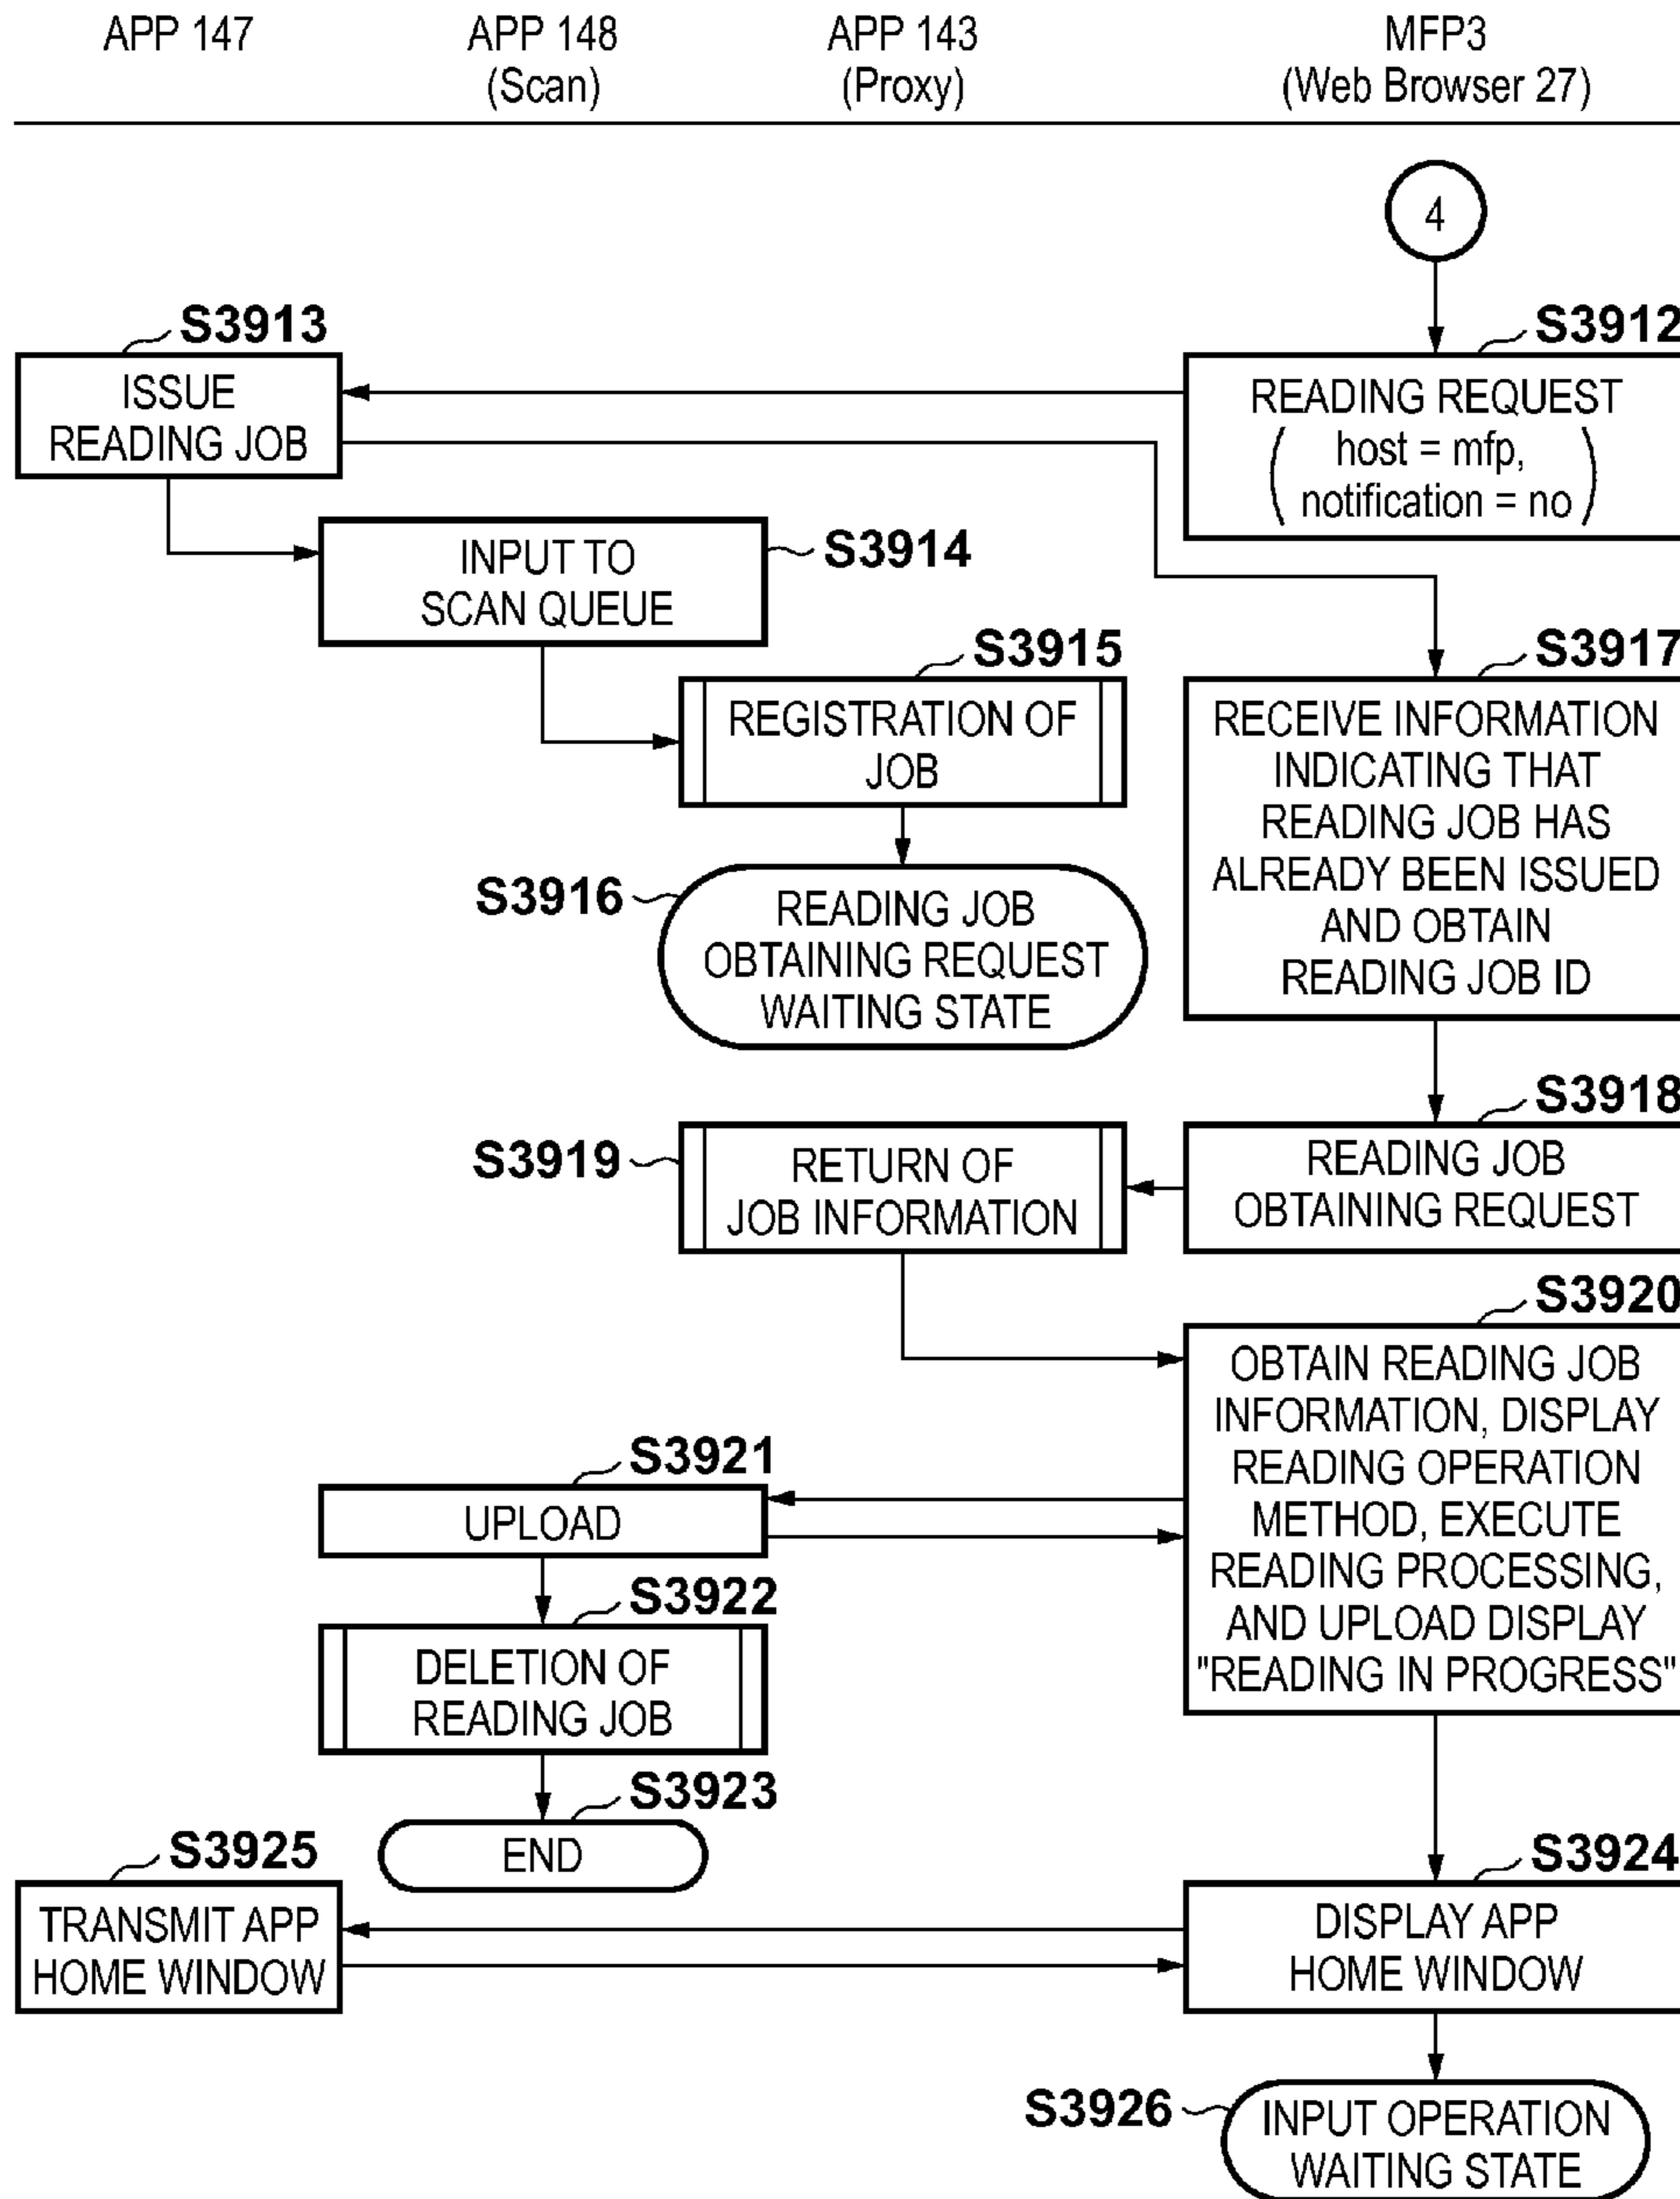 APP 147
APP 148
(Scan)
APP 143
(Proxy)
MFP3
(Web Browser 27)
4
S3912
READING REQUEST
( host = mfp,
notification = no )
S3913
ISSUE
READING JOB
INPUT TO
SCAN QUEUE
S3914
S3915
REGISTRATION OF
JOB
S3916
READING JOB
OBTAINING REQUEST
WAITING STATE
S3917
RECEIVE INFORMATION
INDICATING THAT
READING JOB HAS
ALREADY BEEN ISSUED
AND OBTAIN
READING JOB ID
S3918
READING JOB
OBTAINING REQUEST
S3919
RETURN OF
JOB INFORMATION
S3920
OBTAIN READING JOB
INFORMATION, DISPLAY
READING OPERATION
METHOD, EXECUTE
READING PROCESSING,
AND UPLOAD DISPLAY
"READING IN PROGRESS"
S3921
UPLOAD
S3922
DELETION OF
READING JOB
S3923
END
S3924
DISPLAY APP
HOME WINDOW
S3925
TRANSMIT APP
HOME WINDOW
S3926
INPUT OPERATION
WAITING STATE